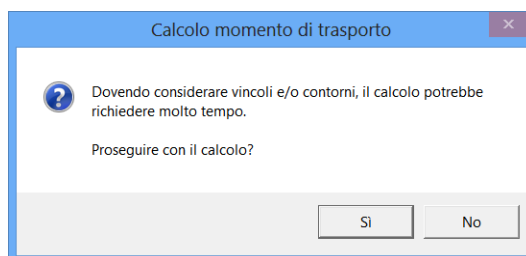 Calcolo momento di trasporto
Dovendo considerare vincoli e/o contorni, il calcolo potrebbe
richiedere molto tempo.
Proseguire con il calcolo?
Sì
No